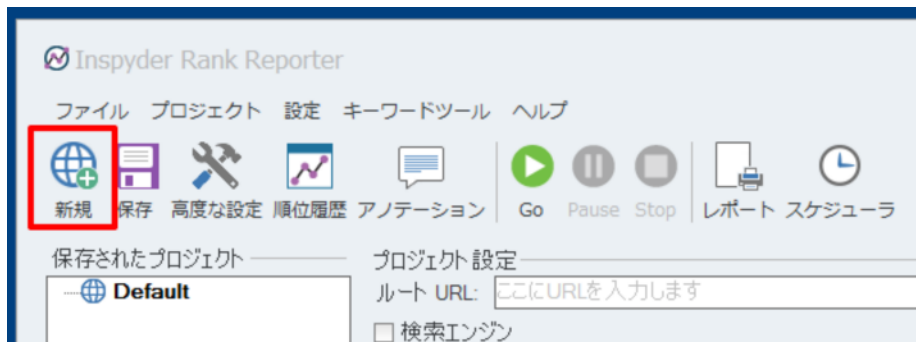 Inspyder Rank Reporter
ファイル プロジェクト 設定 キーワードツール ヘルプ
新規 保存 高度な設定 順位履歴 アノテーション Go Pause Stop レポート スケジューラ
保存されたプロジェクト
Default
プロジェクト設定
ルート URL: ここにURLを入力します
検索エンジン